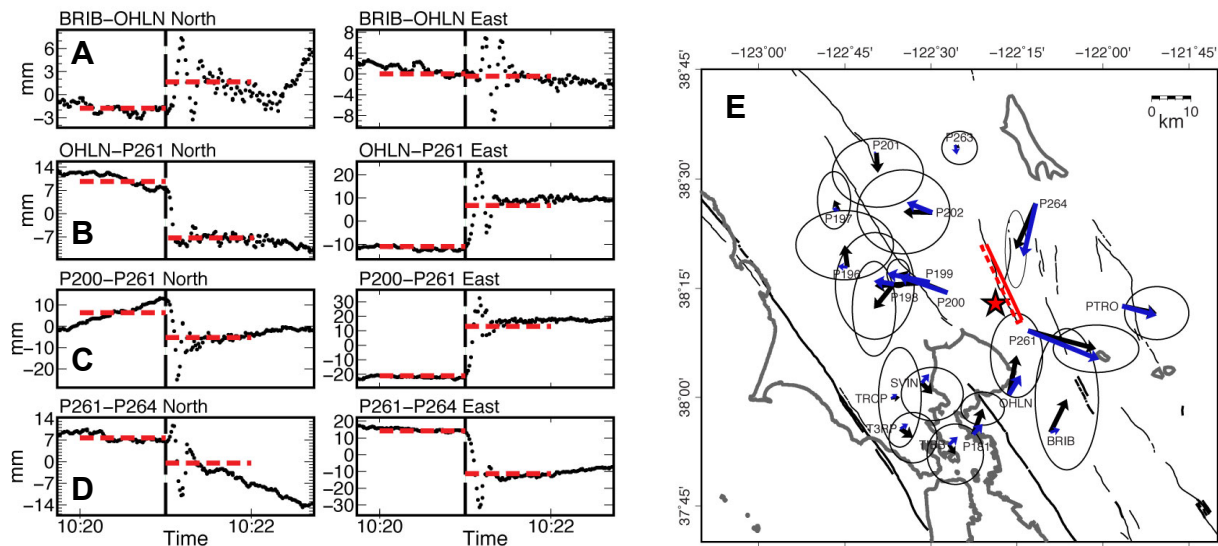 BRIB−OHLN North
BRIB−OHLN East
A
mm
6
3
0
−3
8
4
0
−4
−8
OHLN−P261 North
OHLN−P261 East
B
mm
14
7
0
−7
20
10
0
−10
P200−P261 North
P200−P261 East
C
mm
10
0
−10
−20
30
20
10
0
−10
−20
P261−P264 North
P261−P264 East
D
mm
14
7
0
−7
−14
20
10
0
−10
−20
−30
10:20
10:22
10:20
10:22
Time
Time
E
−123˚00'
−122˚45'
−122˚30'
−122˚15'
−122˚00'
−121˚45'
38˚45'
38˚30'
38˚15'
38˚00'
37˚45'
0
10
km
P201
P263
P197
P202
P264
P196
P199
P198
P200
PTRO
P261
SVIN
TRCP
OHLN
T3RP
P181
BRIB